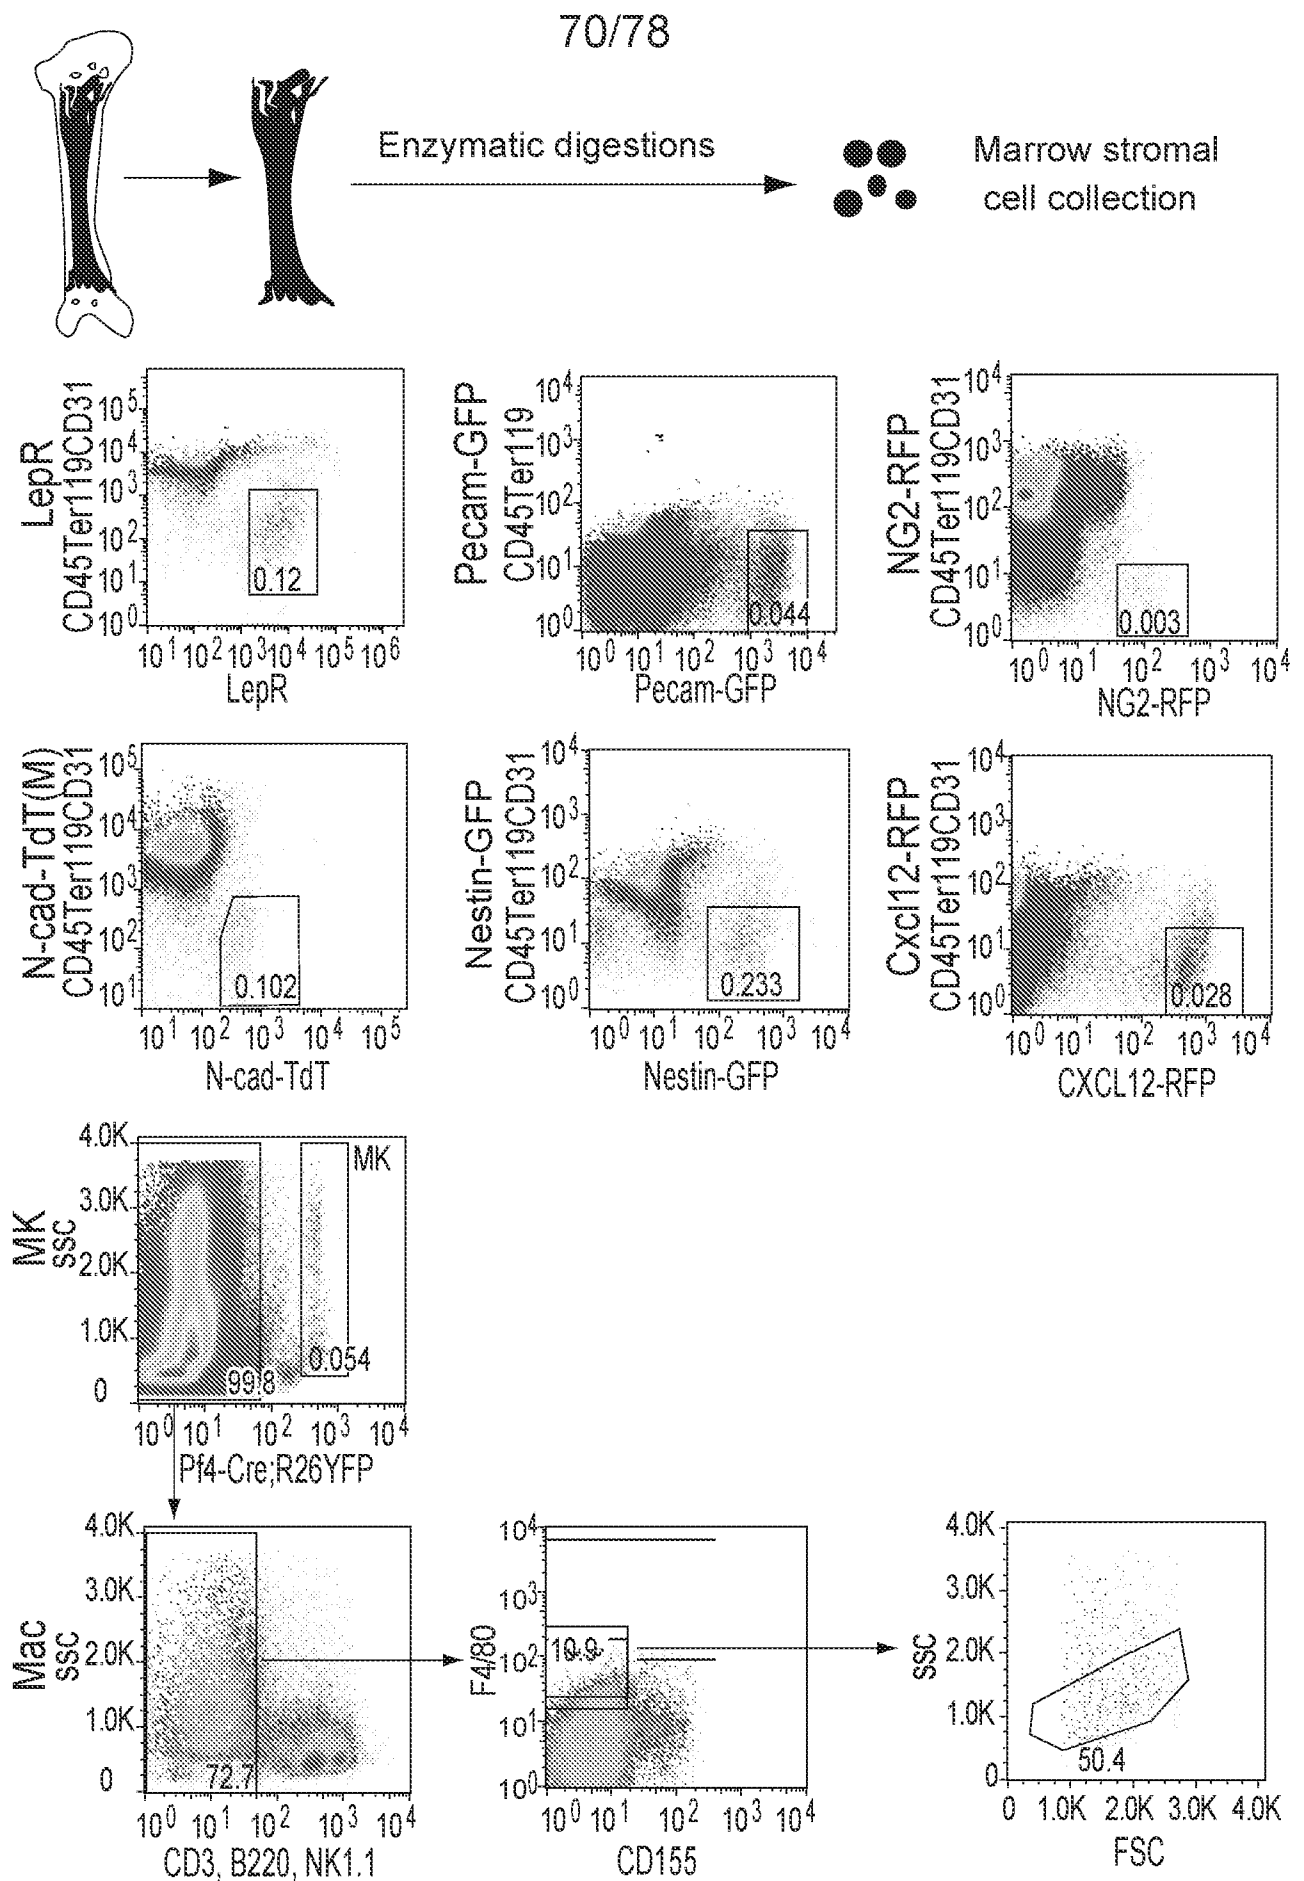 70/78
Enzymatic digestions
Marrow stromal
cell collection
LepR
CD45Ter119CD31
10^5
10^4
10^3
10^2
10^1
10^0
0.12
10^1 10^2 10^3 10^4 10^5 10^6
LepR
Pecam-GFP
CD45Ter119
10^4
10^3
10^2
10^1
10^0
0.044
10^0 10^1 10^2 10^3 10^4
Pecam-GFP
NG2-RFP
CD45Ter119CD31
10^4
10^3
10^2
10^1
10^0
0.003
10^0 10^1 10^2 10^3 10^4
NG2-RFP
N-cad-TdT(M)
CD45Ter119CD31
10^5
10^4
10^3
10^2
10^1
0.102
10^1 10^2 10^3 10^5
N-cad-TdT
Nestin-GFP
CD45Ter119CD31
10^4
10^3
10^2
10^1
10^0
0.233
10^0 10^1 10^2 10^3 10^4
Nestin-GFP
Cxcl12-RFP
CD45Ter119CD31
10^4
10^3
10^2
10^1
10^0
0.028
10^0 10^1 10^2 10^3 10^4
CXCL12-RFP
MK
SSC
4.0K
3.0K
2.0K
1.0K
0
MK
0.054
99.8
10^0 10^1 10^2 10^3 10^4
Pf4-Cre;R26YFP
Mac
SSC
4.0K
3.0K
2.0K
1.0K
0
72.7
10^0 10^1 10^2 10^3 10^4
CD3, B220, NK1.1
F4/80
10^4
10^3
10^2
10^1
10^0
10.9
10^0 10^1 10^2 10^3 10^4
CD155
SSC
4.0K
3.0K
2.0K
1.0K
0
50.4
0 1.0K 2.0K 3.0K 4.0K
FSC